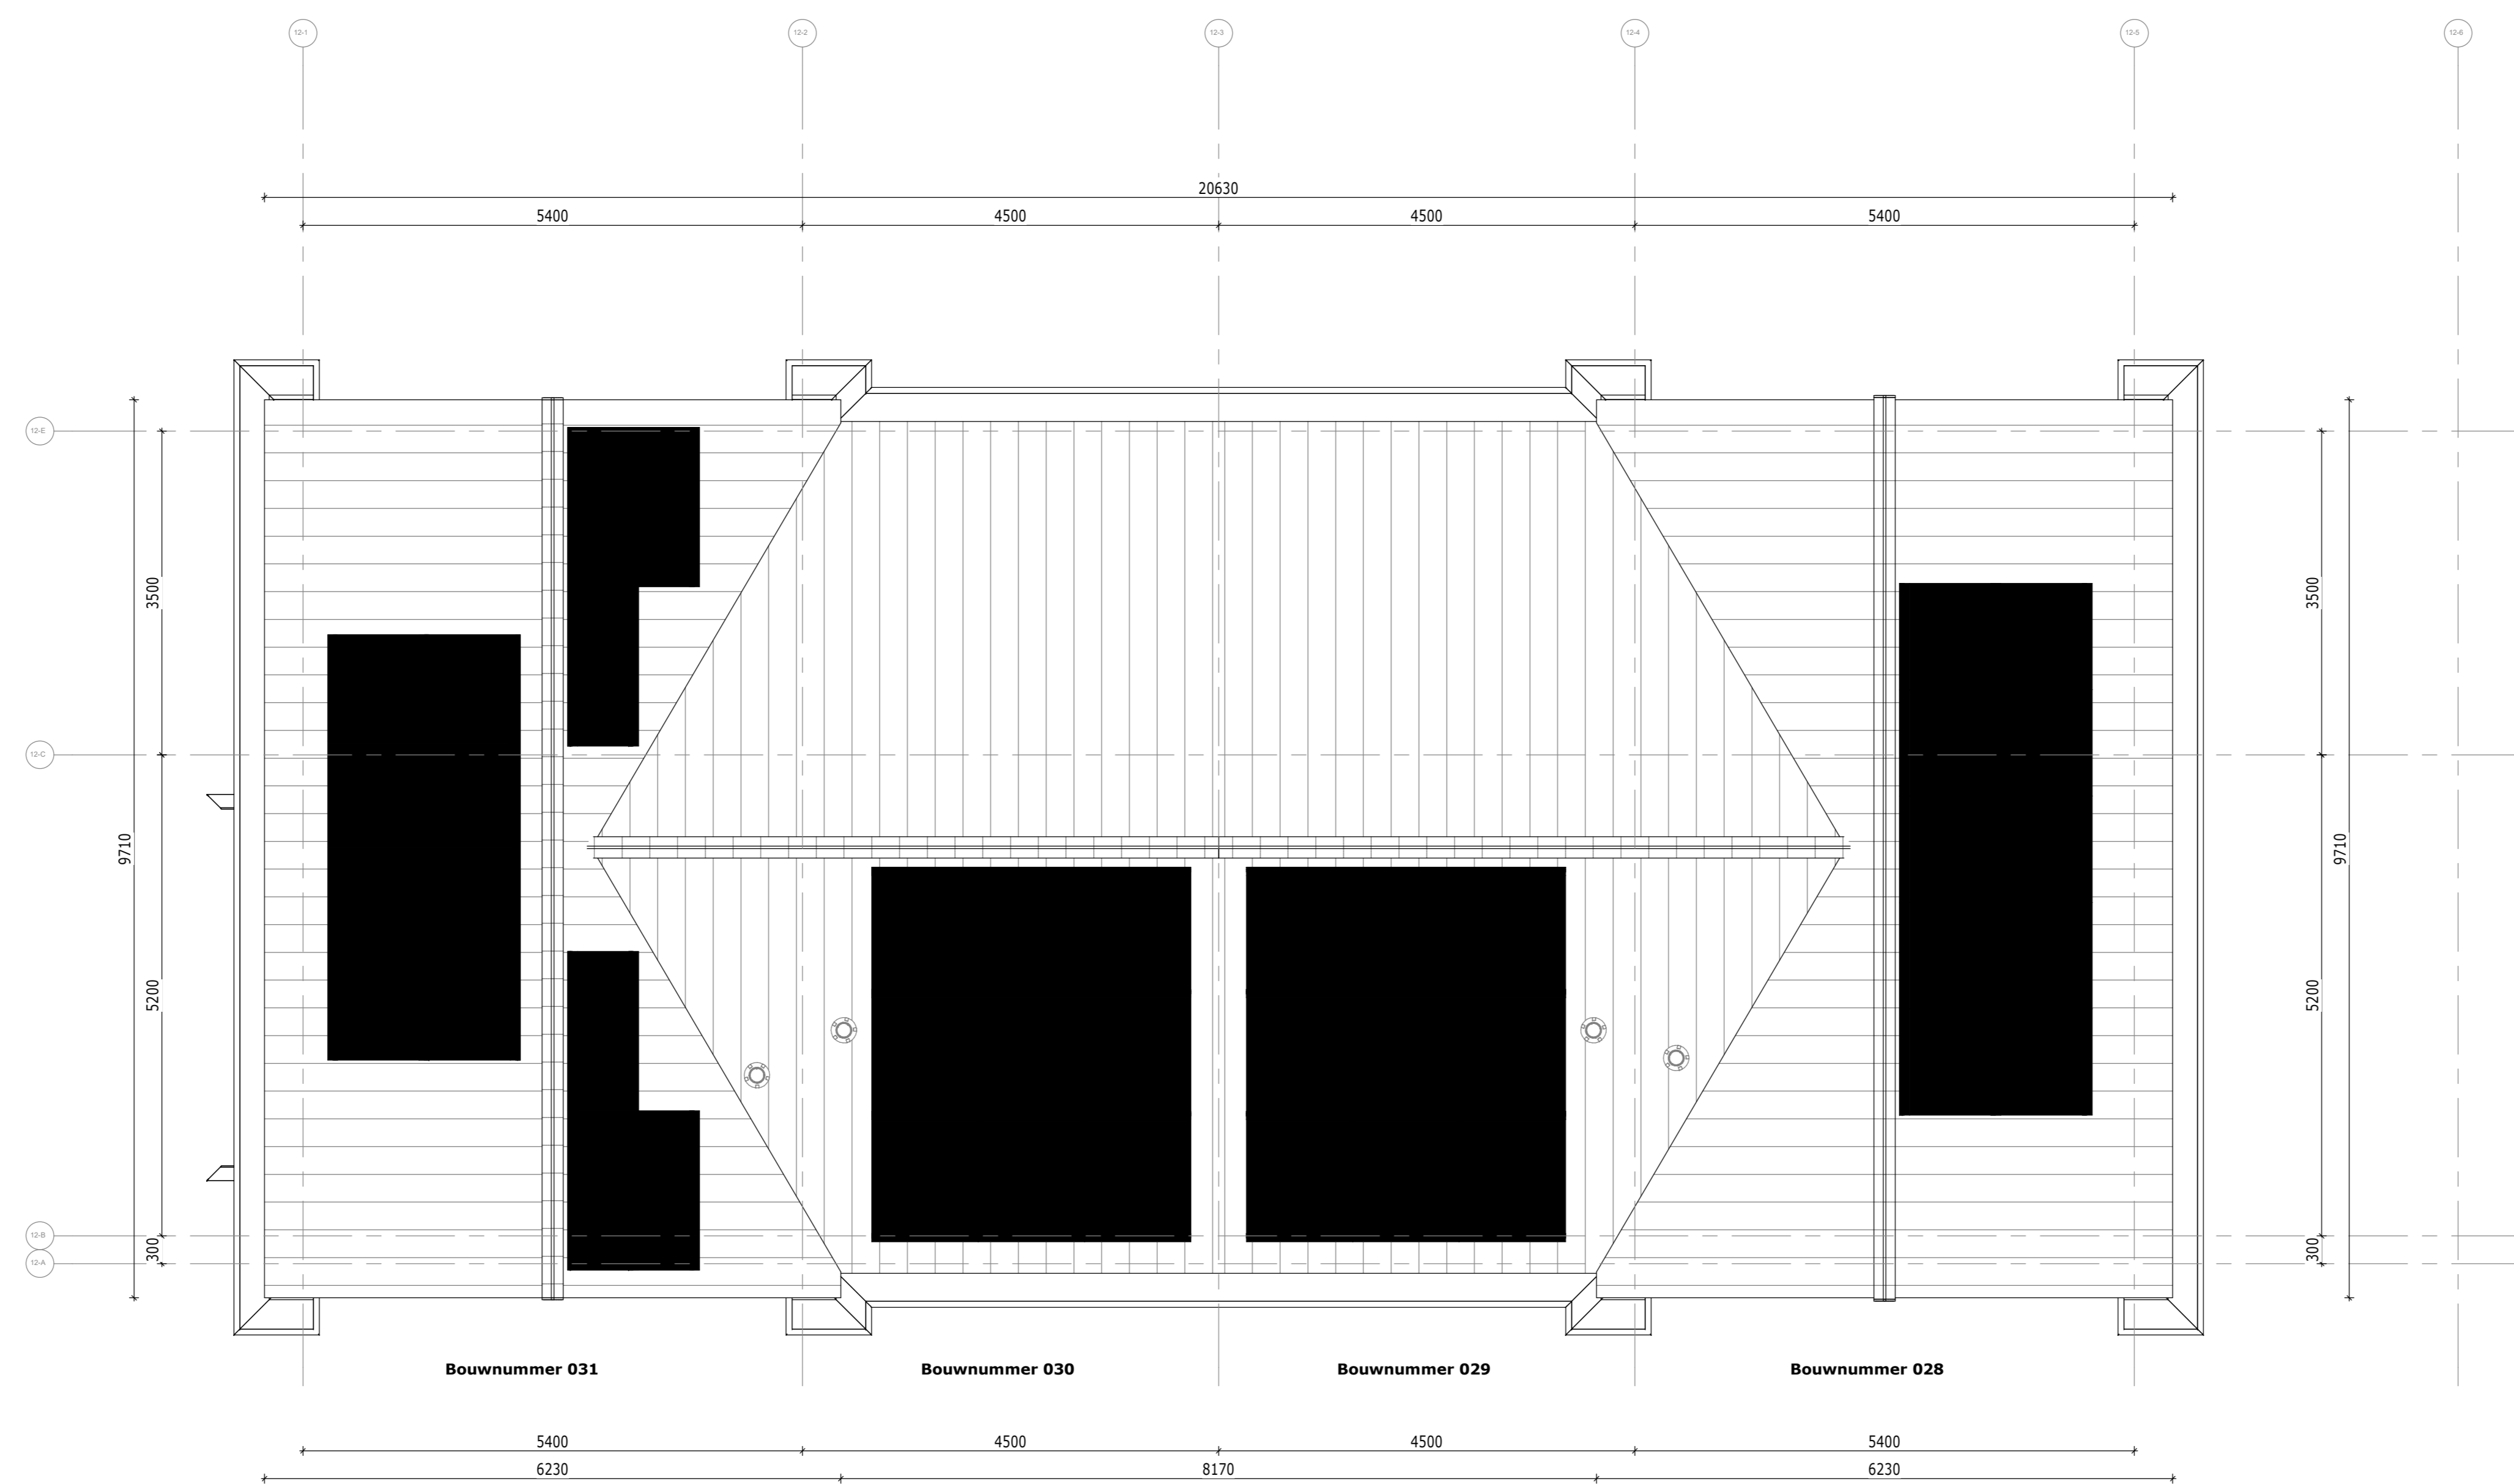 12-1 12-2 12-3 12-4 12-5 12-6
20630
5400 4500 4500 5400
12-E
3500 3500
12-C
9710 9710
5200 5200
12-B
300 300
12-A
Bouwnummer 031 Bouwnummer 030 Bouwnummer 029 Bouwnummer 028
5400 4500 4500 5400
6230 8170 6230